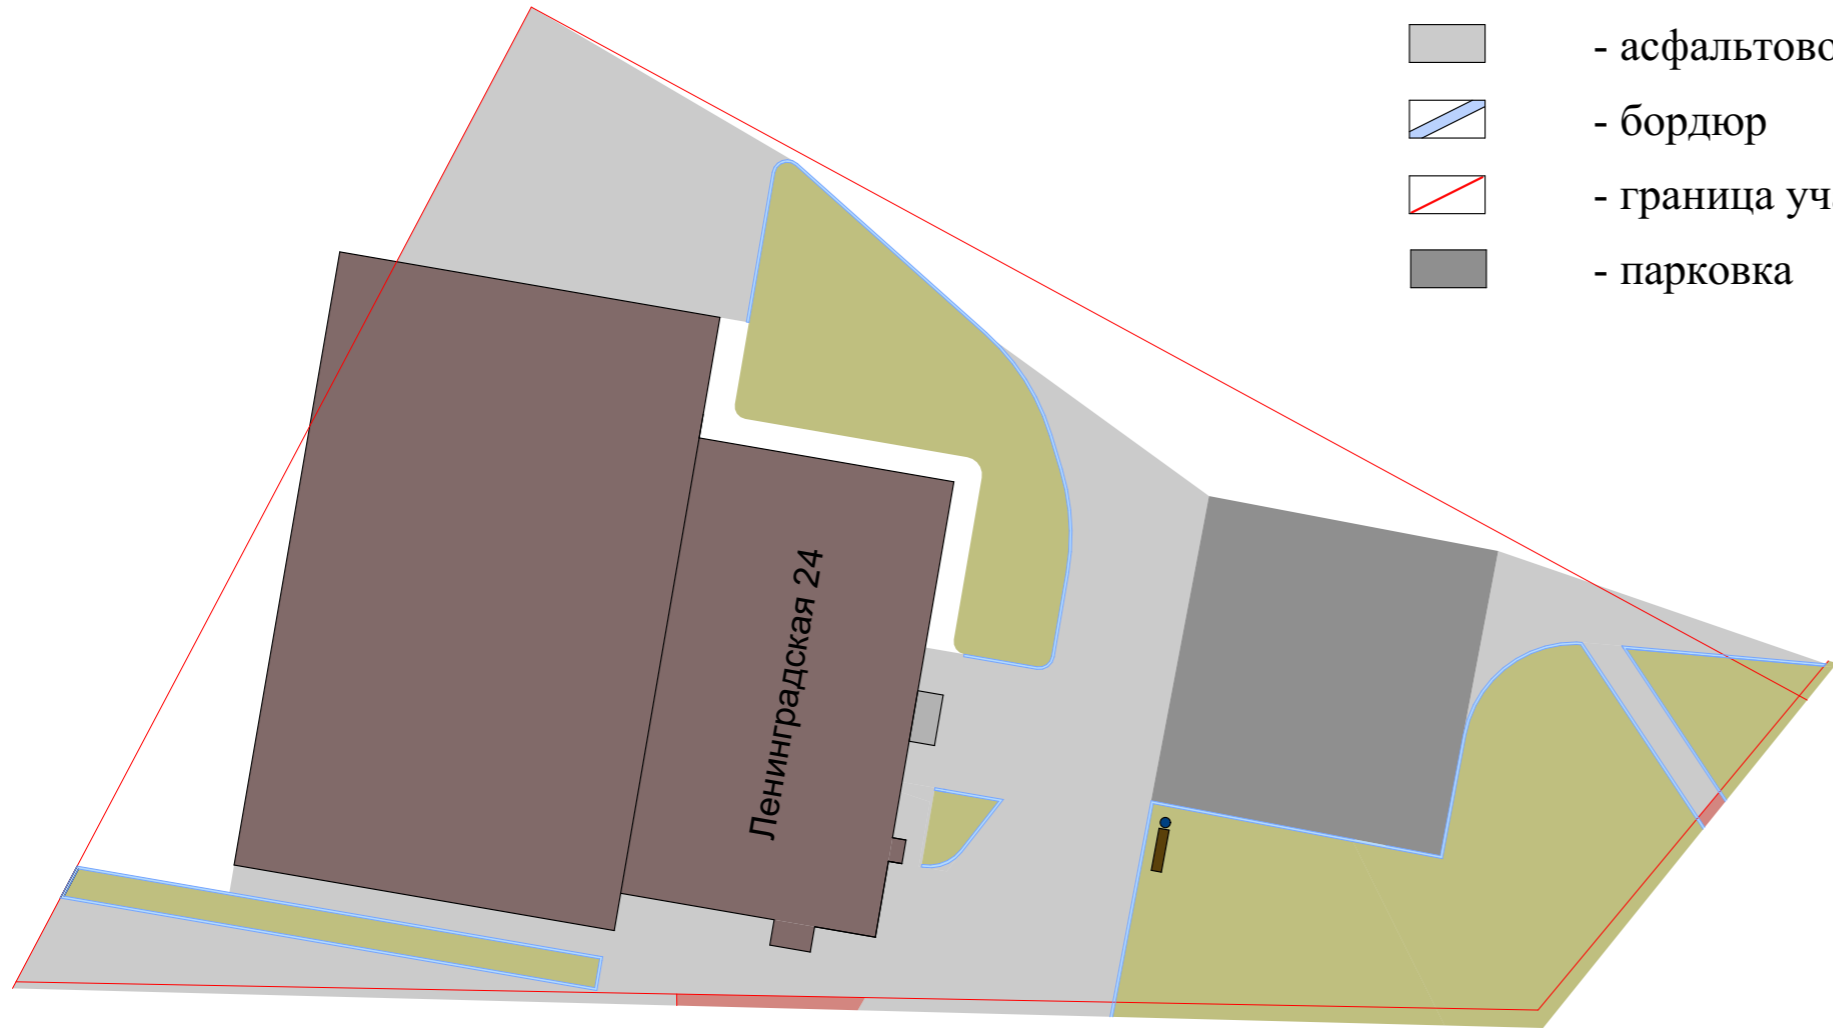 - асфальтово
- бордюр
- граница уч
- парковка
Ленинградская 24